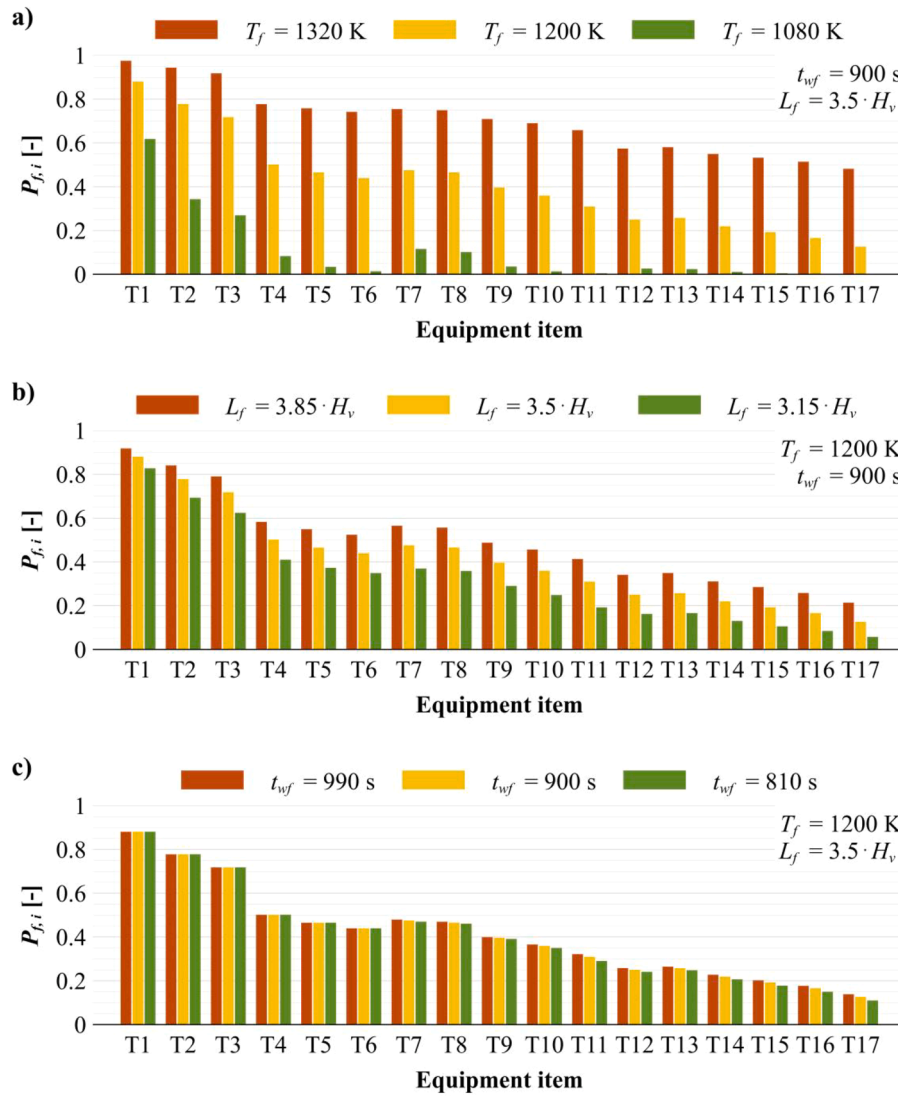 a)
T_f = 1320 K T_f = 1200 K T_f = 1080 K
t_wf = 900 s
L_f = 3.5·H_v
P_f,i [-]
1
0.8
0.6
0.4
0.2
0
T1 T2 T3 T4 T5 T6 T7 T8 T9 T10 T11 T12 T13 T14 T15 T16 T17
Equipment item
b)
L_f = 3.85·H_v L_f = 3.5·H_v L_f = 3.15·H_v
T_f = 1200 K
t_wf = 900 s
P_f,i [-]
1
0.8
0.6
0.4
0.2
0
T1 T2 T3 T4 T5 T6 T7 T8 T9 T10 T11 T12 T13 T14 T15 T16 T17
Equipment item
c)
t_wf = 990 s t_wf = 900 s t_wf = 810 s
T_f = 1200 K
L_f = 3.5·H_v
P_f,i [-]
1
0.8
0.6
0.4
0.2
0
T1 T2 T3 T4 T5 T6 T7 T8 T9 T10 T11 T12 T13 T14 T15 T16 T17
Equipment item